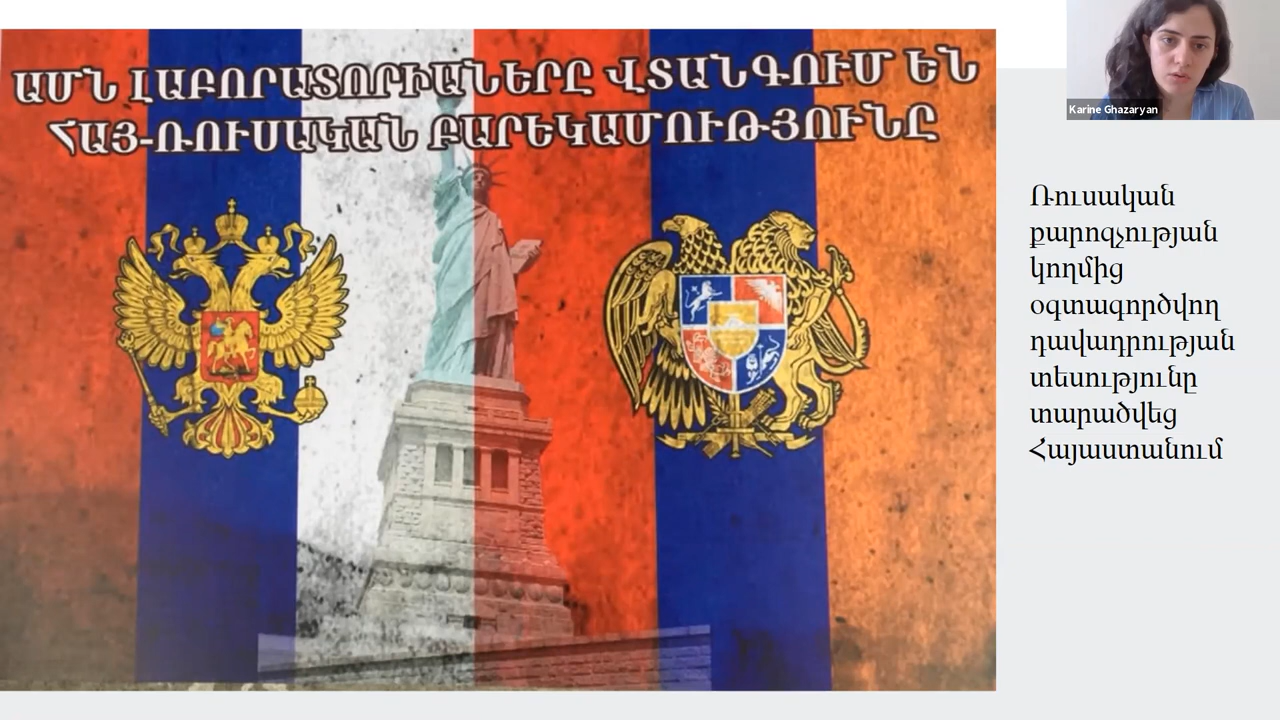 ԱՄՆ ԼԱԲՈՐԱՏՈՐԻԱՆԵՐԸ ՎՏԱՆԳՈՒՄ ԵՆ
ՀԱՅ-ՌՈՒՍԱԿԱՆ ԲԱՐԵԿԱՄՈՒԹՅՈՒՆԸ
Karine Ghazaryan
Ռուսական
քարոզչության
կողմից
օգտագործվող
դավադրության
տեսությունը
տարածվեց
Հայաստանում